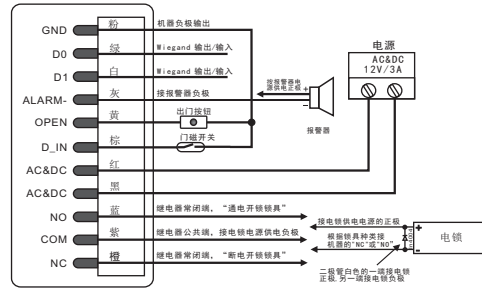 GND 粉 机器负极输出
D0 绿 Wiegand 输出/输入
D1 白 Wiegand 输出/输入
ALARM- 灰 接报警器负极
OPEN 黄 出门按钮
D_IN 棕 门磁开关
AC&DC 红
AC&DC 黑
NO 蓝 继电器常闭端，“通电开锁锁具”
COM 紫 继电器公共端，接电锁电源供电负极
NC 橙 继电器常闭端，“断电开锁锁具”
按报警器电
源供电正极
+
-
报警器
电源
AC&DC
12V/3A
接电锁供电电源的正极
根据锁具种类接
机器的“NC”或“NO”
+
-
电锁
二极管白色的一端接电锁
正极,另一端接电锁负极